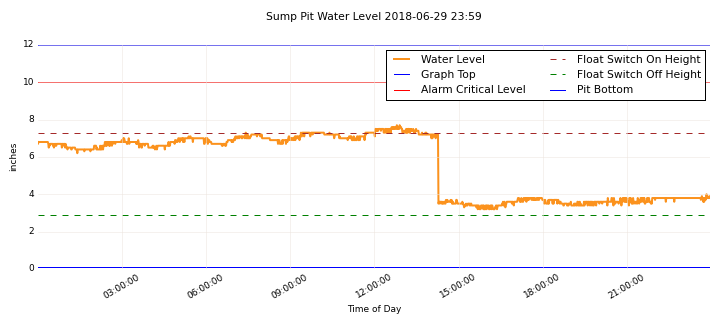 Sump Pit Water Level 2018-06-29 23:59
12
10
8
6
4
2
0
inches
Water Level
Graph Top
Alarm Critical Level
Float Switch On Height
Float Switch Off Height
Pit Bottom
03:00:00
06:00:00
09:00:00
12:00:00
15:00:00
18:00:00
21:00:00
Time of Day